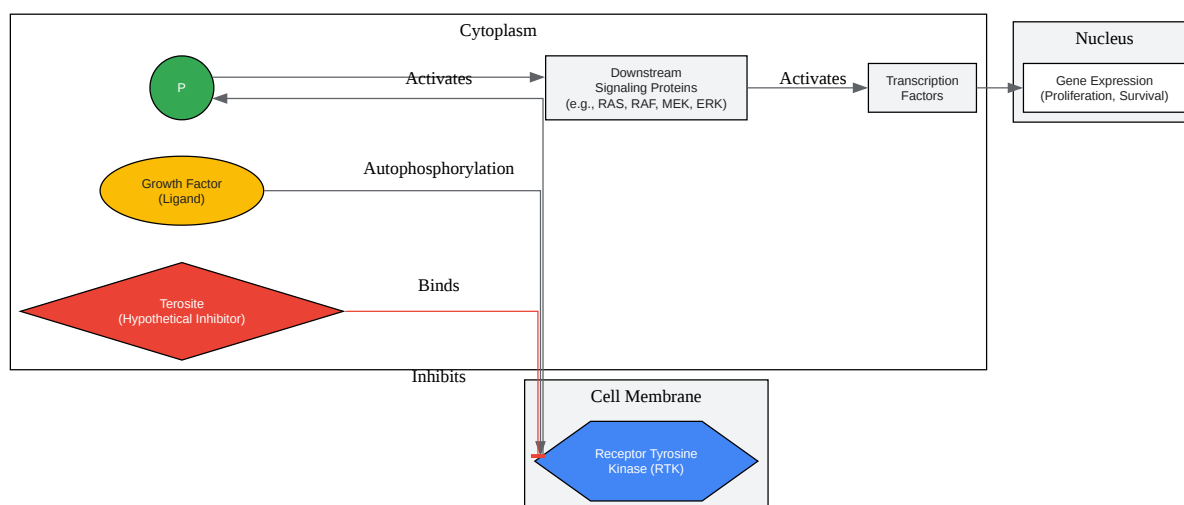 Cytoplasm
Nucleus
P
Activates
Downstream
Signaling Proteins
(e.g., RAS, RAF, MEK, ERK)
Activates
Transcription
Factors
Gene Expression
(Proliferation, Survival)
Autophosphorylation
Growth Factor
(Ligand)
Binds
Terosite
(Hypothetical Inhibitor)
Inhibits
Cell Membrane
Receptor Tyrosine
Kinase (RTK)